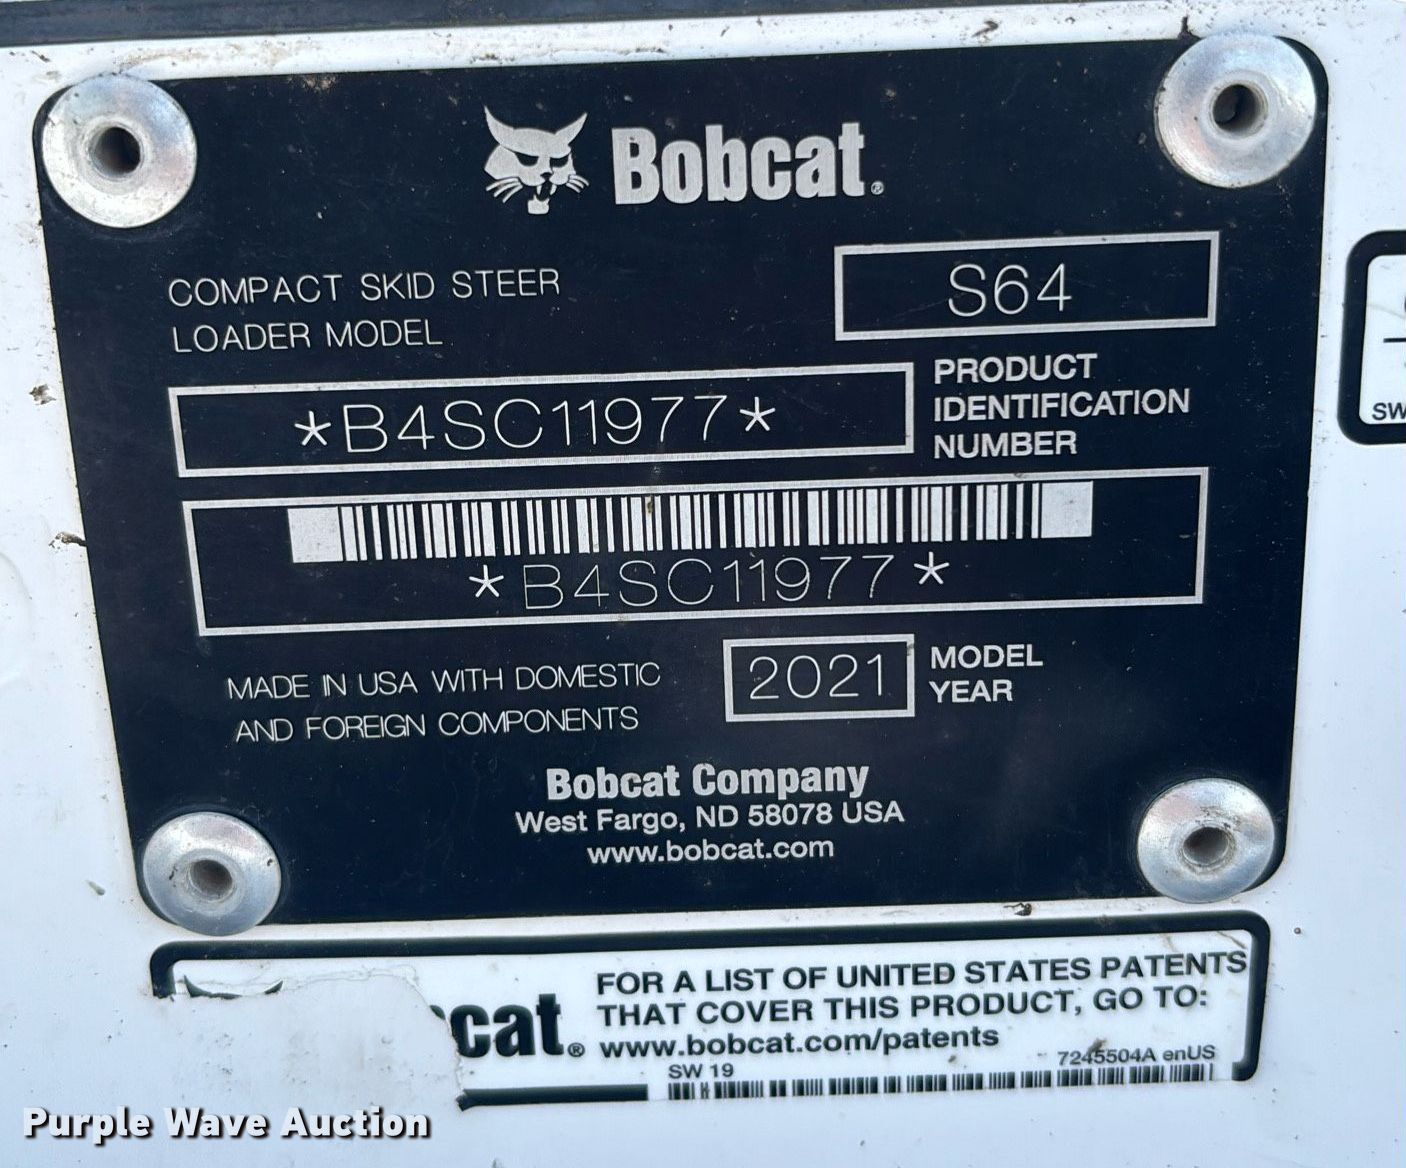 Bobcat®
COMPACT SKID STEER
LOADER MODEL
S64
*B4SC11977*
PRODUCT
IDENTIFICATION
NUMBER
*B4SC11977*
MADE IN USA WITH DOMESTIC
AND FOREIGN COMPONENTS
2021
MODEL
YEAR
Bobcat Company
West Fargo, ND 58078 USA
www.bobcat.com
cat®
FOR A LIST OF UNITED STATES PATENTS
THAT COVER THIS PRODUCT, GO TO:
www.bobcat.com/patents
SW 19
7245504A enUS
SW
Purple Wave Auction